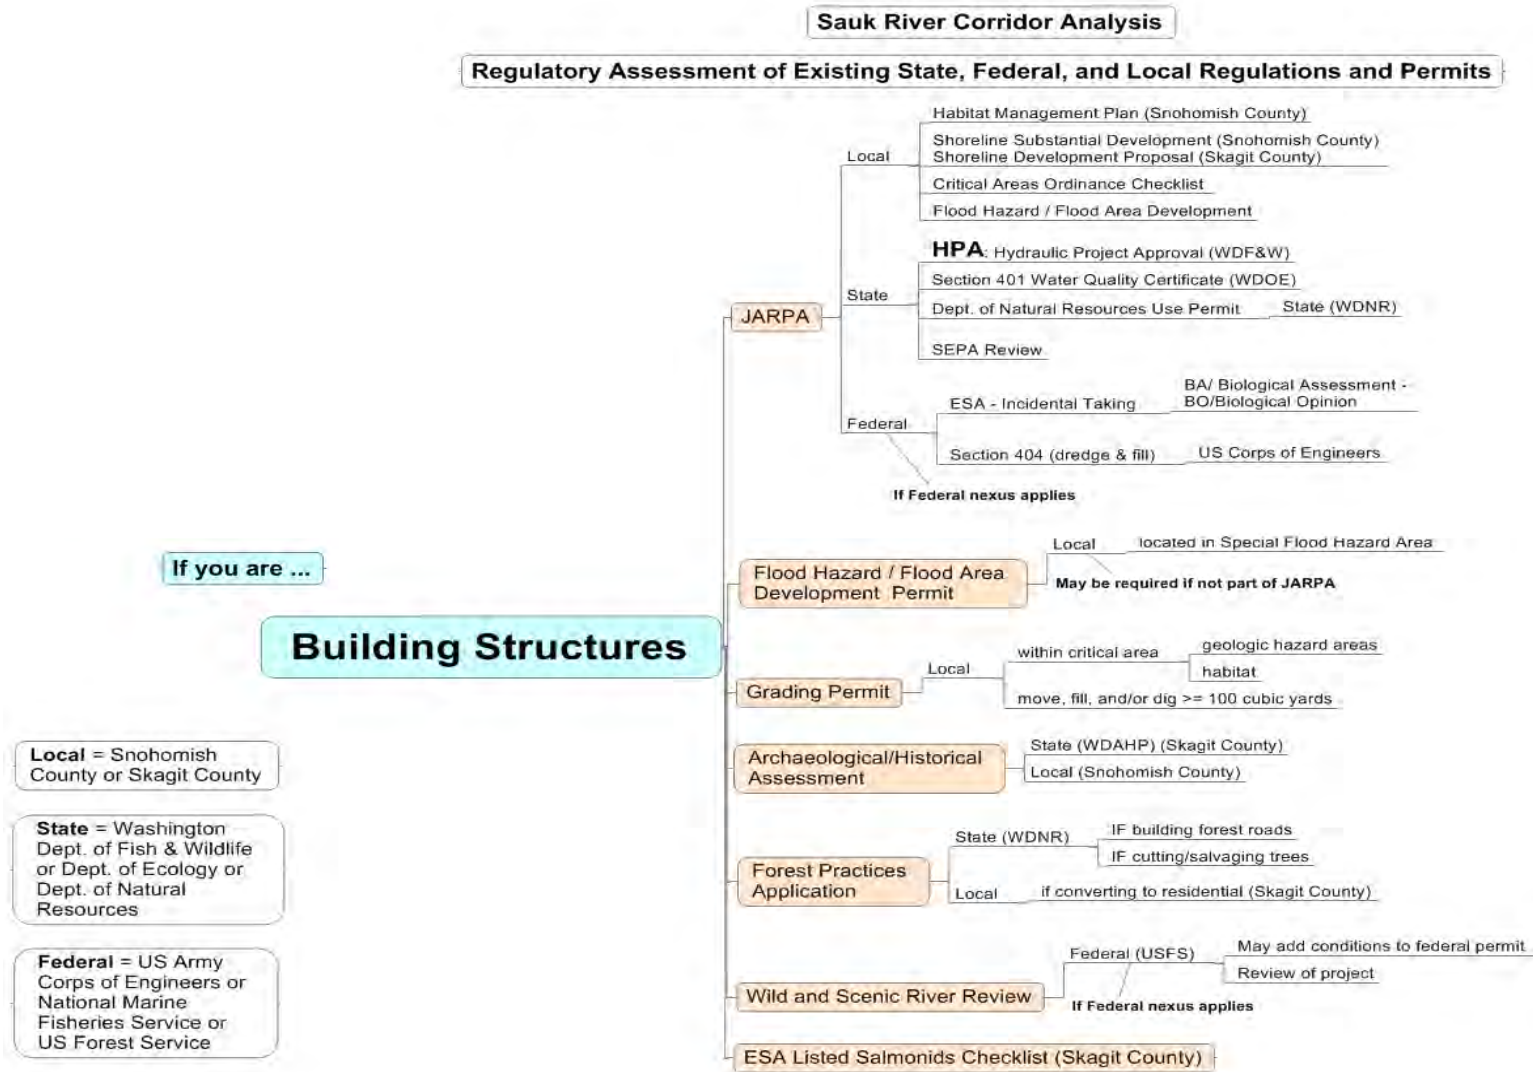 Sauk River Corridor Analysis
Regulatory Assessment of Existing State, Federal, and Local Regulations and Permits
If you are ...
Building Structures
Local = Snohomish
County or Skagit County
State = Washington
Dept. of Fish & Wildlife
or Dept. of Ecology or
Dept. of Natural
Resources
Federal = US Army
Corps of Engineers or
National Marine
Fisheries Service or
US Forest Service
JARPA
Local
Habitat Management Plan (Snohomish County)
Shoreline Substantial Development (Snohomish County)
Shoreline Development Proposal (Skagit County)
Critical Areas Ordinance Checklist
Flood Hazard / Flood Area Development
State
HPA: Hydraulic Project Approval (WDF&W)
Section 401 Water Quality Certificate (WDOE)
Dept. of Natural Resources Use Permit
State (WDNR)
SEPA Review
Federal
ESA - Incidental Taking
BA/ Biological Assessment -
BO/Biological Opinion
Section 404 (dredge & fill)
US Corps of Engineers
If Federal nexus applies
Flood Hazard / Flood Area
Development Permit
Local
located in Special Flood Hazard Area
May be required if not part of JARPA
Grading Permit
Local
within critical area
geologic hazard areas
habitat
move, fill, and/or dig >= 100 cubic yards
Archaeological/Historical
Assessment
State (WDAHP) (Skagit County)
Local (Snohomish County)
Forest Practices
Application
State (WDNR)
IF building forest roads
IF cutting/salvaging trees
Local
if converting to residential (Skagit County)
Wild and Scenic River Review
Federal (USFS)
May add conditions to federal permit
Review of project
If Federal nexus applies
ESA Listed Salmonids Checklist (Skagit County)